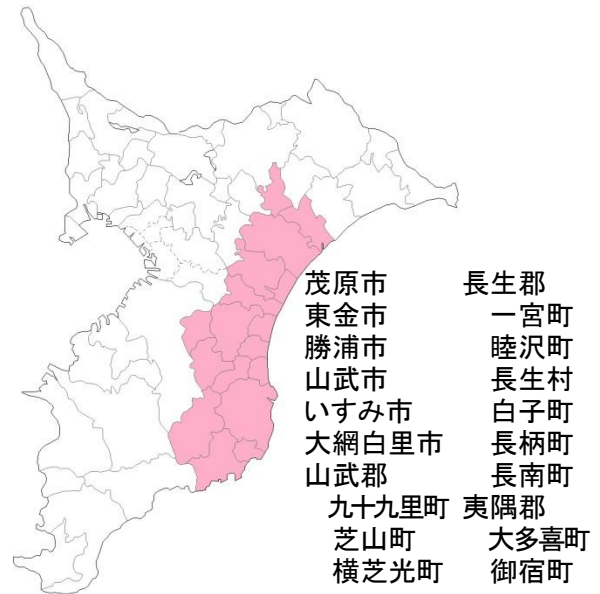 茂原市
東金市
勝浦市
山武市
いすみ市
大網白里市
山武郡
九十九里町
芝山町
横芝光町
長生郡
一宮町
睦沢町
長生村
白子町
長柄町
長南町
夷隅郡
大多喜町
御宿町